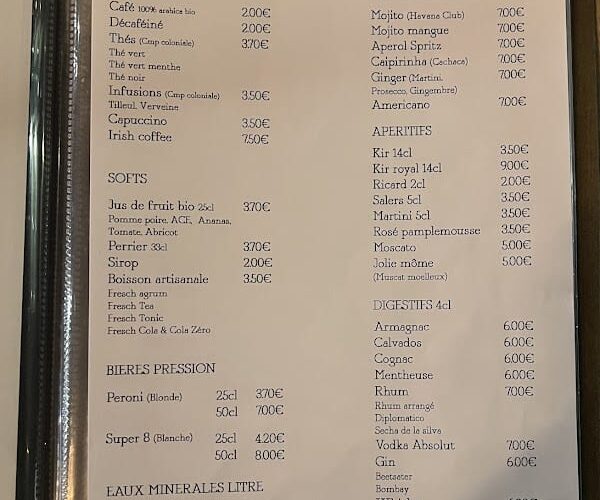 Café 100% arabica bio 2.00€
Décaféiné 2.00€
Thés (Cmp coloniale) 3.70€
Thé vert
Thé vert menthe
Thé noir
Infusions (Cmp coloniale) 3.50€
Tilleul, Verveine
Capuccino 3.50€
Irish coffee 7.50€
SOFTS
Jus de fruit bio 25cl 3.70€
Pomme poire, ACE, Ananas,
Tomate, Abricot
Perrier 33cl 3.70€
Sirop 2.00€
Boisson artisanale 3.50€
Fresch agrum
Fresch Tea
Fresch Tonic
Fresch Cola & Cola Zéro
BIERES PRESSION
Peroni (Blonde) 25cl 3.70€
50cl 7.00€
Super 8 (Blanche) 25cl 4.20€
50cl 8.00€
EAUX MINERALES LITRE
Mojito (Havana Club) 7.00€
Mojito mangue 7.00€
Aperol Spritz 7.00€
Caipirinha (Cachaca) 7.00€
Ginger (Martini, 7.00€
Prosecco, Gingembre)
Americano 7.00€
APERITIFS
Kir 14cl 3.50€
Kir royal 14cl 9.00€
Ricard 2cl 2.00€
Salers 5cl 3.50€
Martini 5cl 3.50€
Rosé pamplemousse 3.50€
Moscato 5.00€
Jolie môme 5.00€
(Muscat moelleux)
DIGESTIFS 4cl
Armagnac 6.00€
Calvados 6.00€
Cognac 6.00€
Mentheuse 6.00€
Rhum 7.00€
Rhum arrangé
Diplomatico
Secha de la silva
Vodka Absolut 7.00€
Gin 6.00€
Beefsater
Bombay